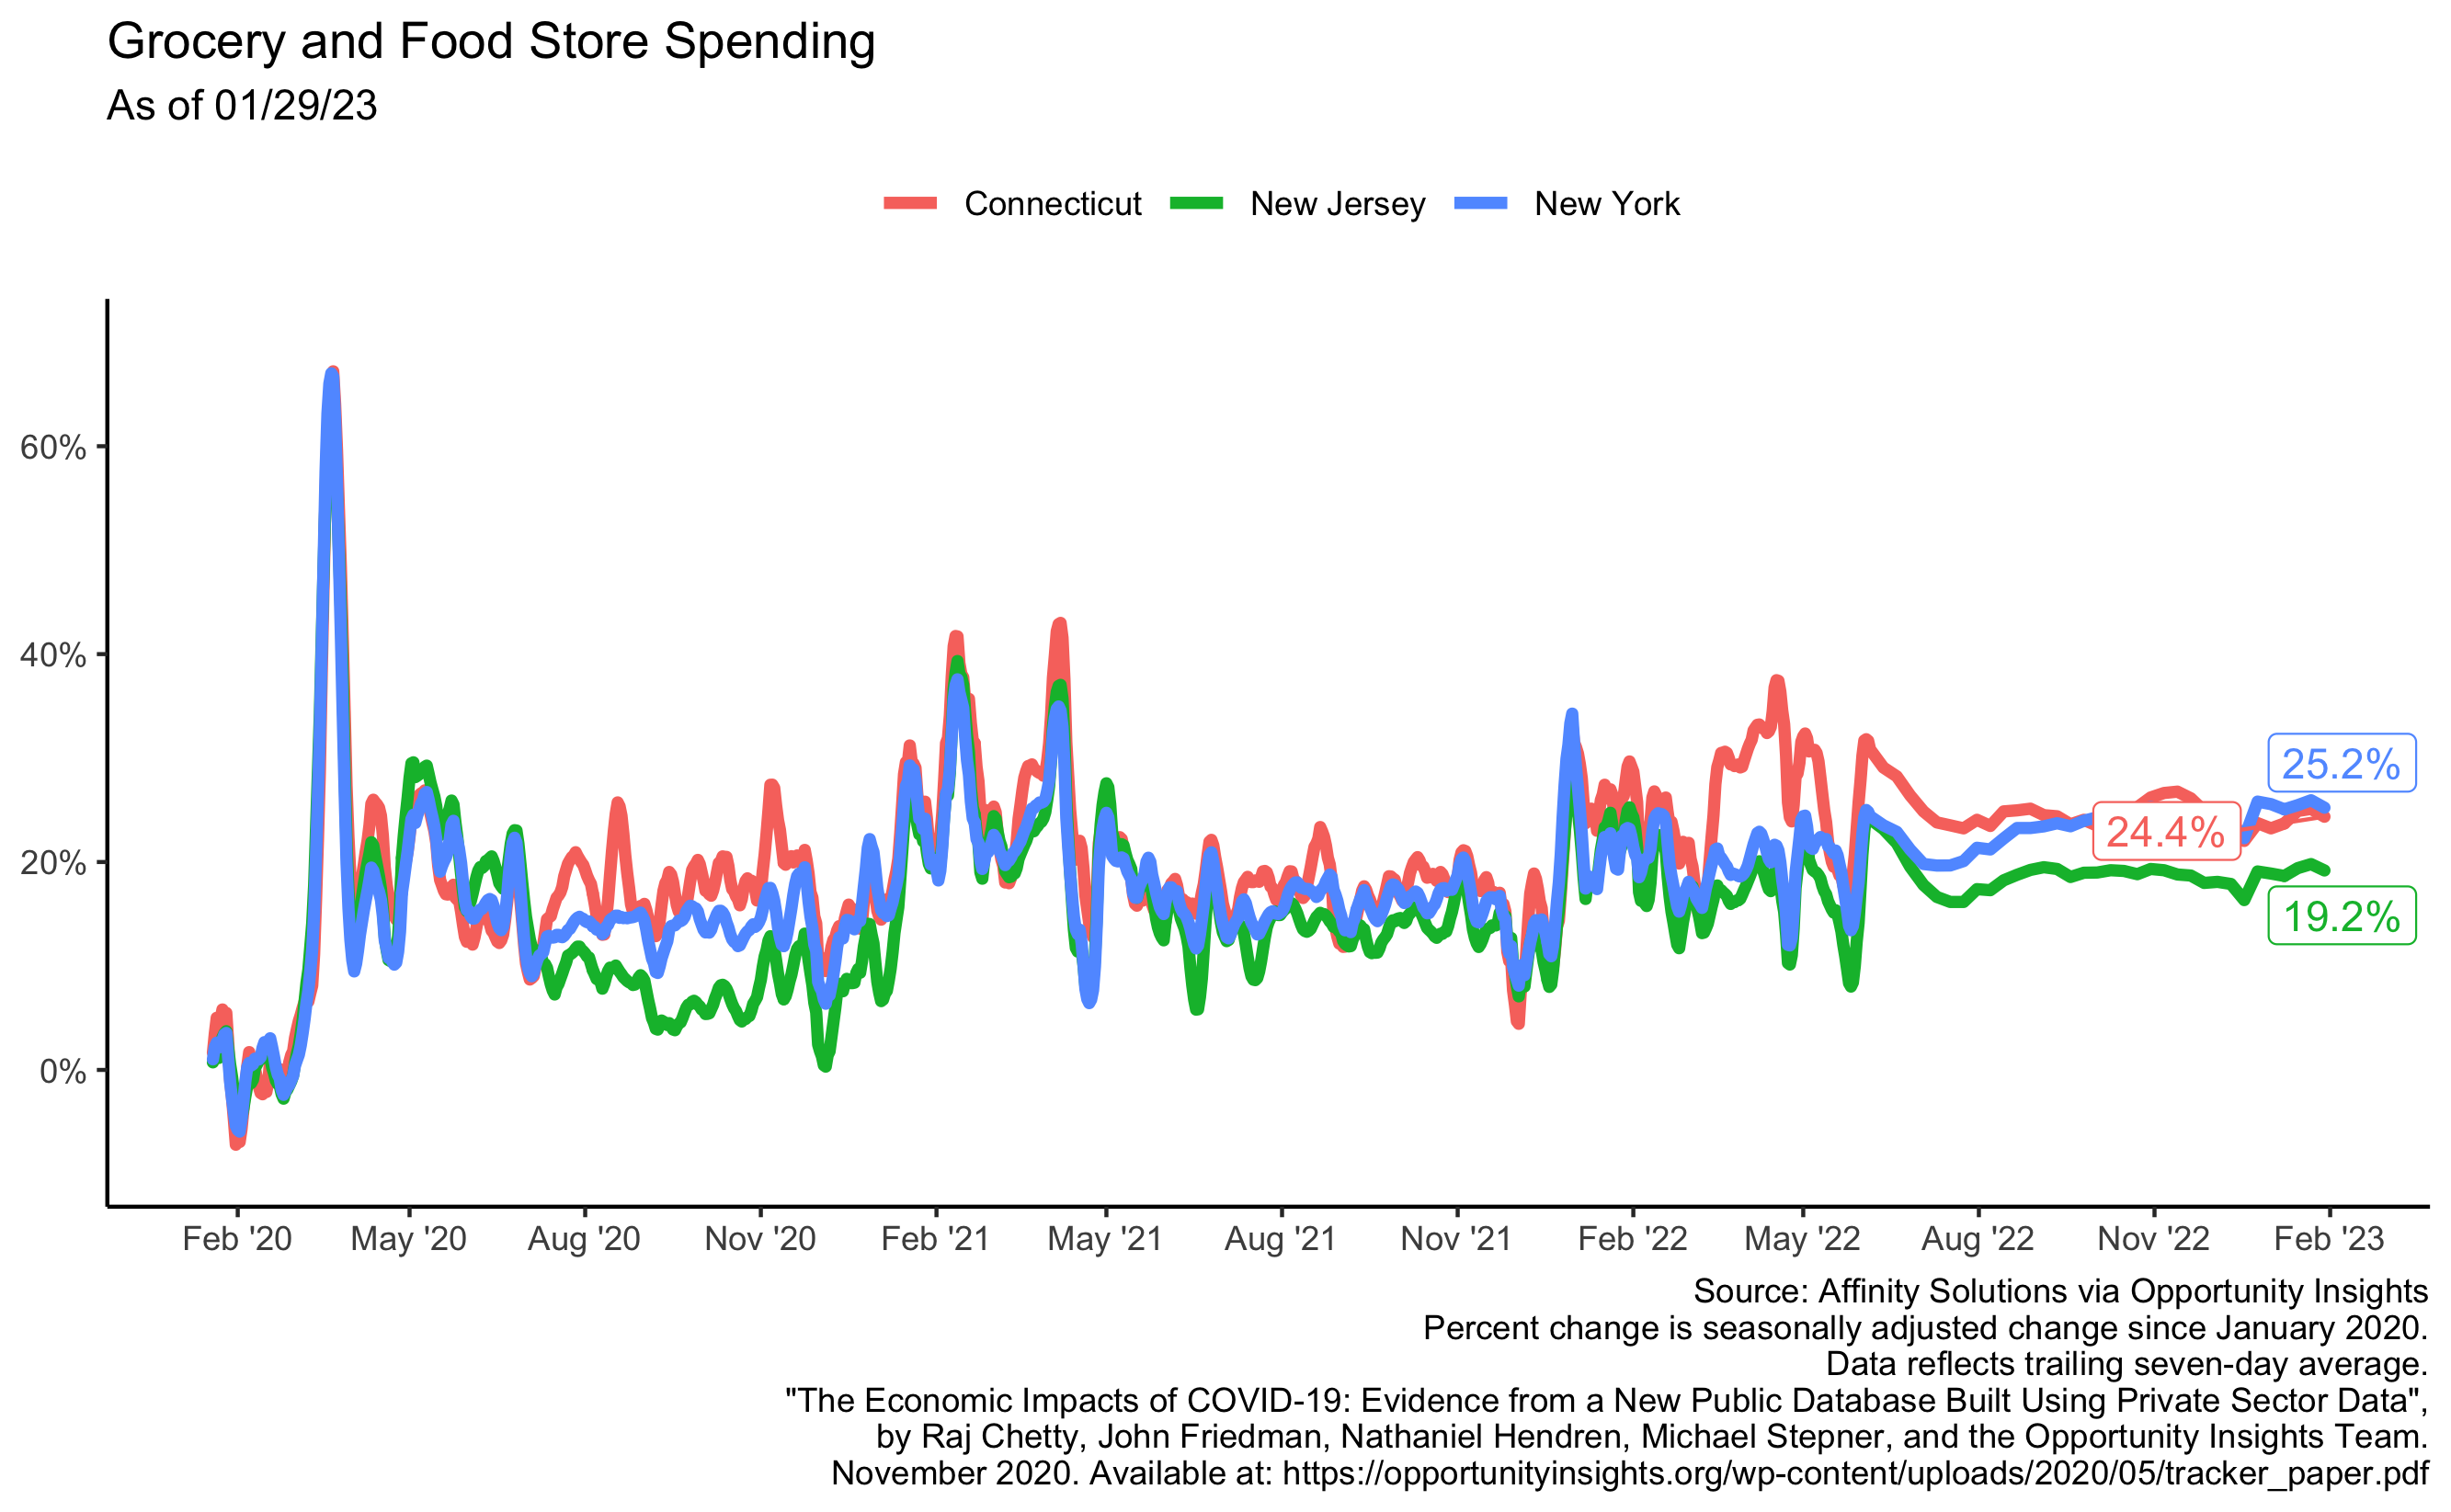 Grocery and Food Store Spending
As of 01/29/23
Connecticut
New Jersey
New York
60%
40%
20%
0%
25.2%
24.4%
19.2%
Feb '20
May '20
Aug '20
Nov '20
Feb '21
May '21
Aug '21
Nov '21
Feb '22
May '22
Aug '22
Nov '22
Feb '23
Source: Affinity Solutions via Opportunity Insights
Percent change is seasonally adjusted change since January 2020.
Data reflects trailing seven-day average.
"The Economic Impacts of COVID-19: Evidence from a New Public Database Built Using Private Sector Data",
by Raj Chetty, John Friedman, Nathaniel Hendren, Michael Stepner, and the Opportunity Insights Team.
November 2020. Available at: https://opportunityinsights.org/wp-content/uploads/2020/05/tracker_paper.pdf